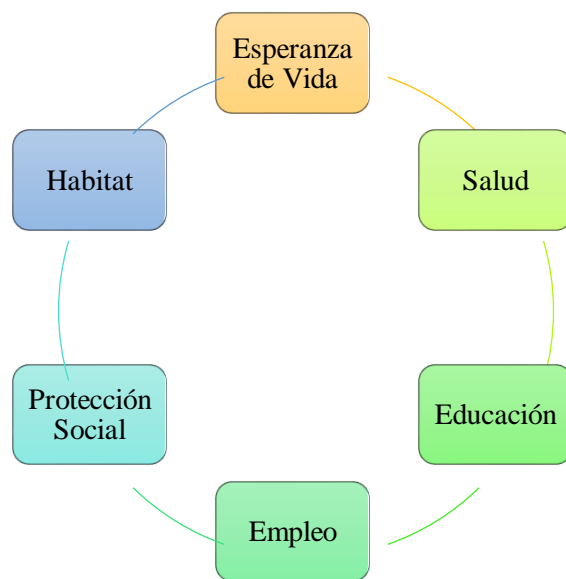 Esperanza
de Vida
Salud
Educación
Empleo
Protección
Social
Habitat